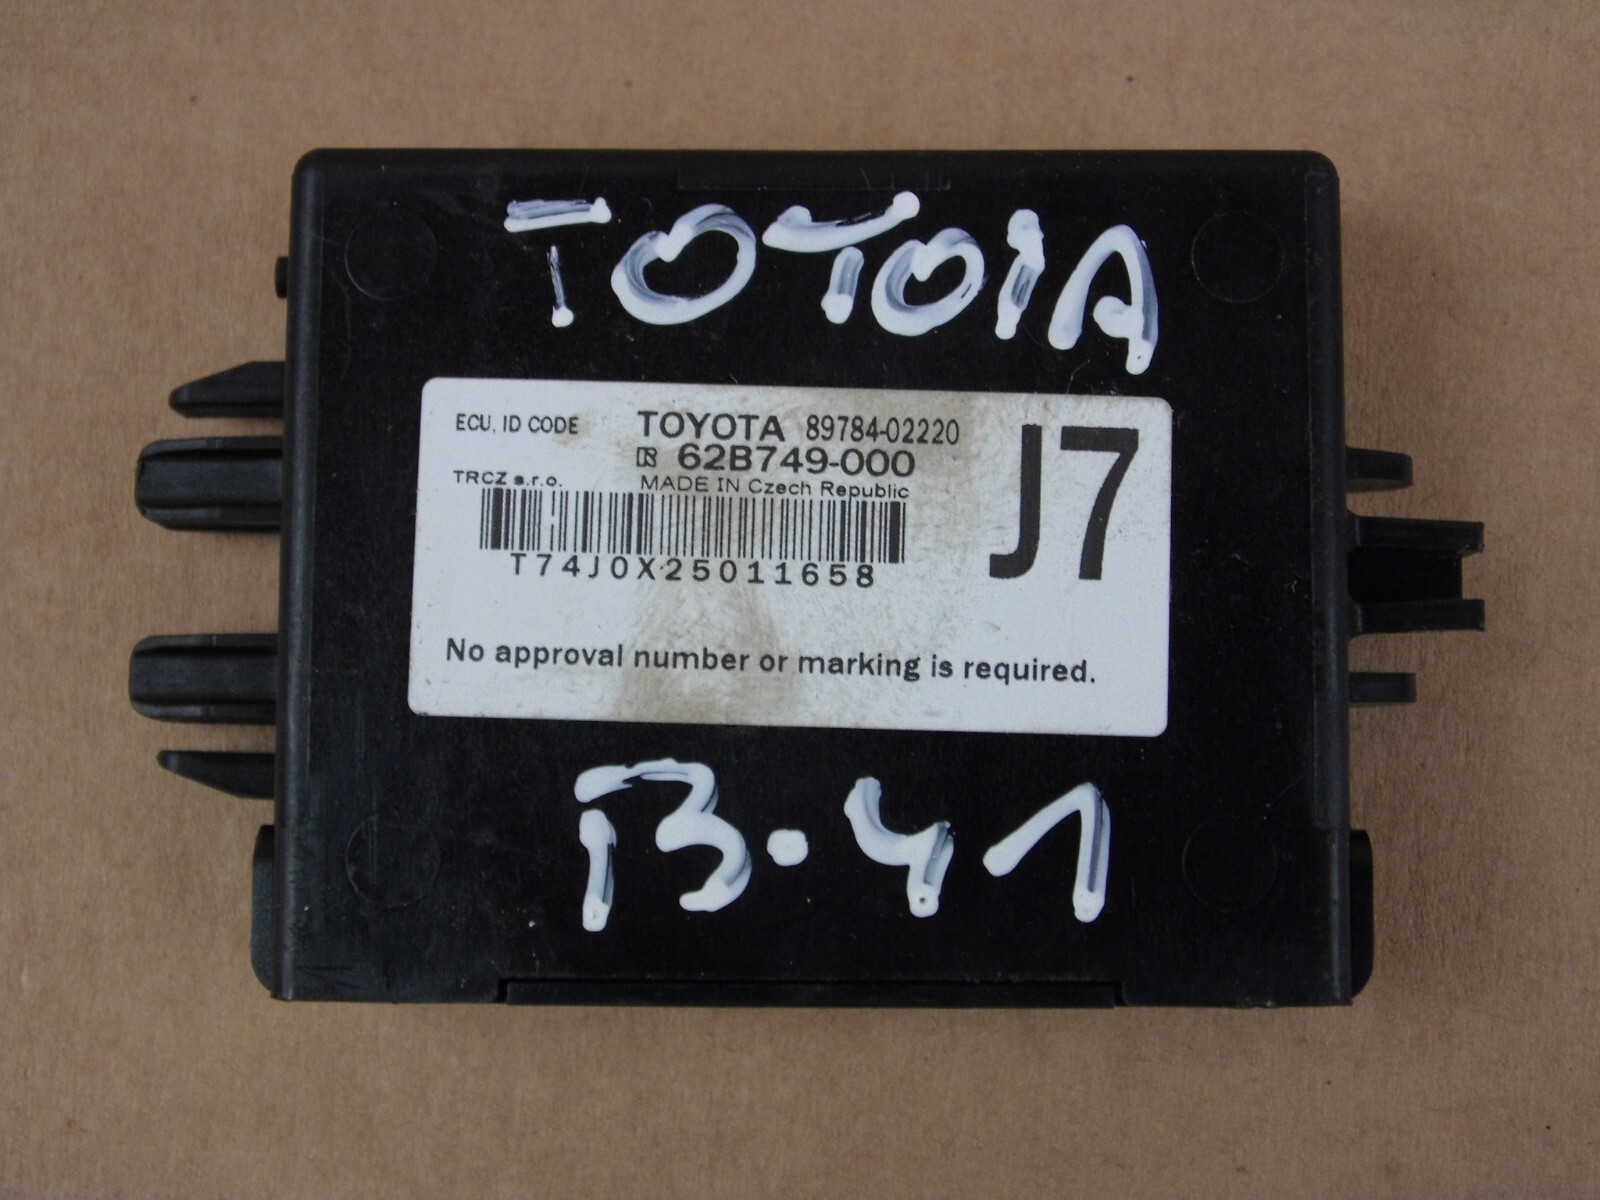 TOTOIA
ECU, ID CODE TOYOTA 89784-02220
62B749-000
J7
TRCZ s.r.o. MADE IN Czech Republic
T74J0X25011658
No approval number or marking is required.
B.41